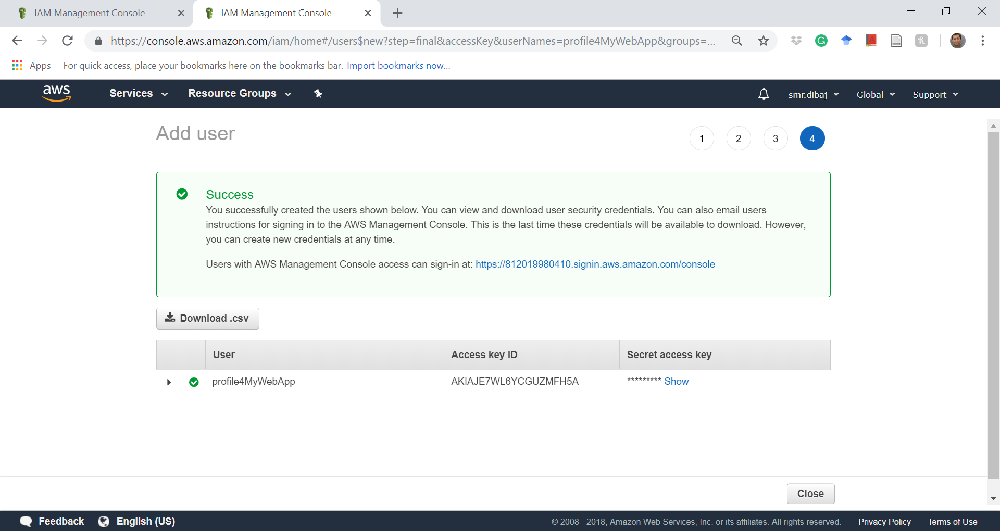 IAM Management Console
IAM Management Console
https://console.aws.amazon.com/iam/home#/users$new?step=final&accessKey&userNames=profile4MyWebApp&groups=...
Apps For quick access, place your bookmarks here on the bookmarks bar. Import bookmarks now...
aws Services Resource Groups smr.dibaj Global Support
Add user
1 2 3 4
Success
You successfully created the users shown below. You can view and download user security credentials. You can also email users
instructions for signing in to the AWS Management Console. This is the last time these credentials will be available to download. However,
you can create new credentials at any time.
Users with AWS Management Console access can sign-in at: https://812019980410.signin.aws.amazon.com/console
Download .csv
User Access key ID Secret access key
profile4MyWebApp AKIAJE7WL6YCGUZMFH5A ********* Show
Close
Feedback English (US) © 2008 - 2018, Amazon Web Services, Inc. or its affiliates. All rights reserved. Privacy Policy Terms of Use